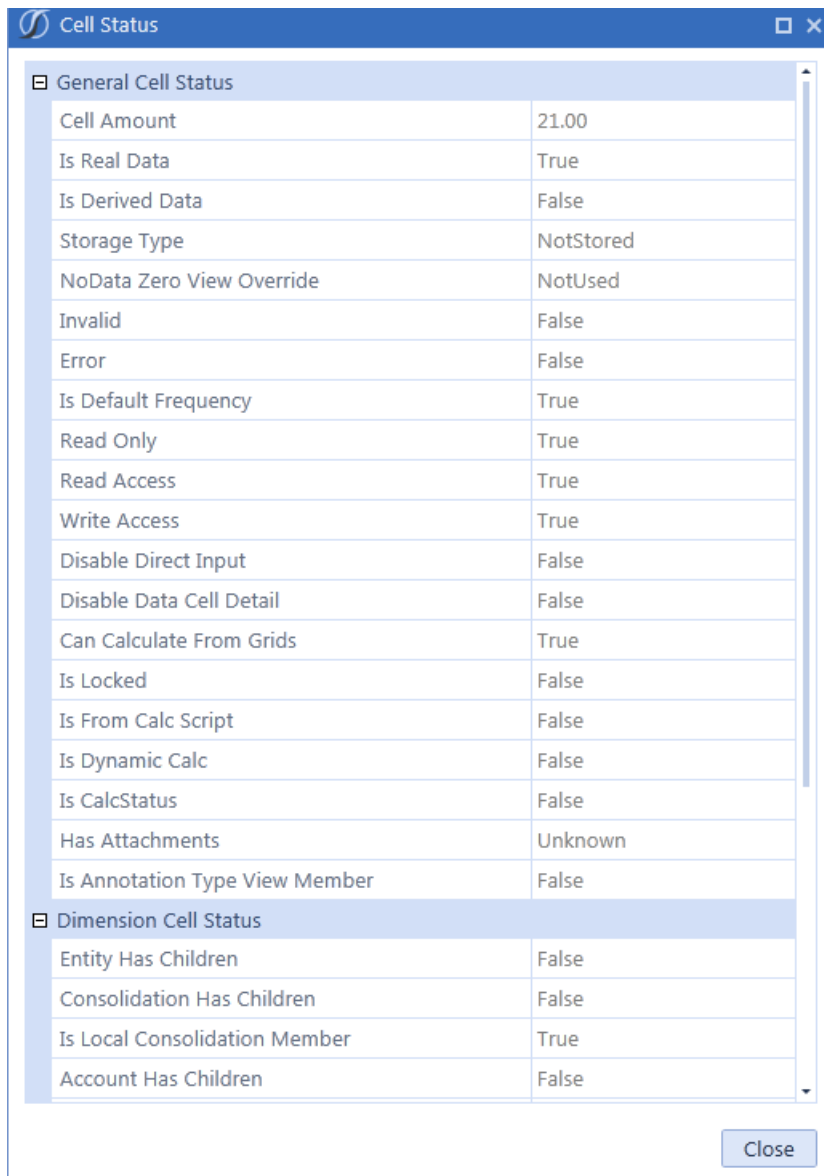 Cell Status
General Cell Status
Cell Amount 21.00
Is Real Data True
Is Derived Data False
Storage Type NotStored
NoData Zero View Override NotUsed
Invalid False
Error False
Is Default Frequency True
Read Only True
Read Access True
Write Access True
Disable Direct Input False
Disable Data Cell Detail False
Can Calculate From Grids True
Is Locked False
Is From Calc Script False
Is Dynamic Calc False
Is CalcStatus False
Has Attachments Unknown
Is Annotation Type View Member False
Dimension Cell Status
Entity Has Children False
Consolidation Has Children False
Is Local Consolidation Member True
Account Has Children False
Close